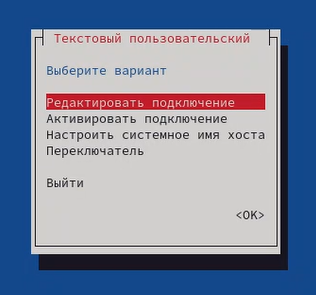 Текстовый пользовательский
Выберите вариант
Редактировать подключение
Активировать подключение
Настроить системное имя хоста
Переключатель
Выйти
<OK>